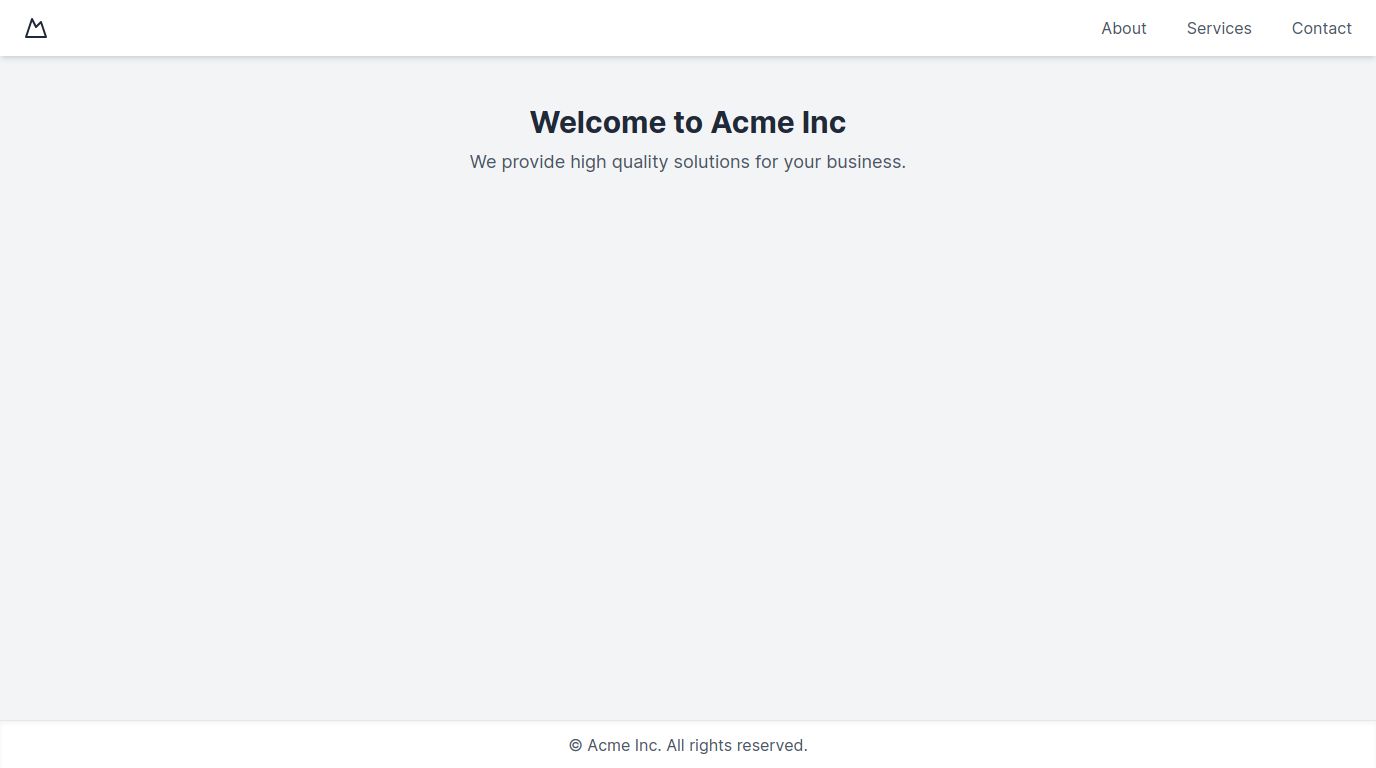 About Services Contact
Welcome to Acme Inc
We provide high quality solutions for your business.
© Acme Inc. All rights reserved.